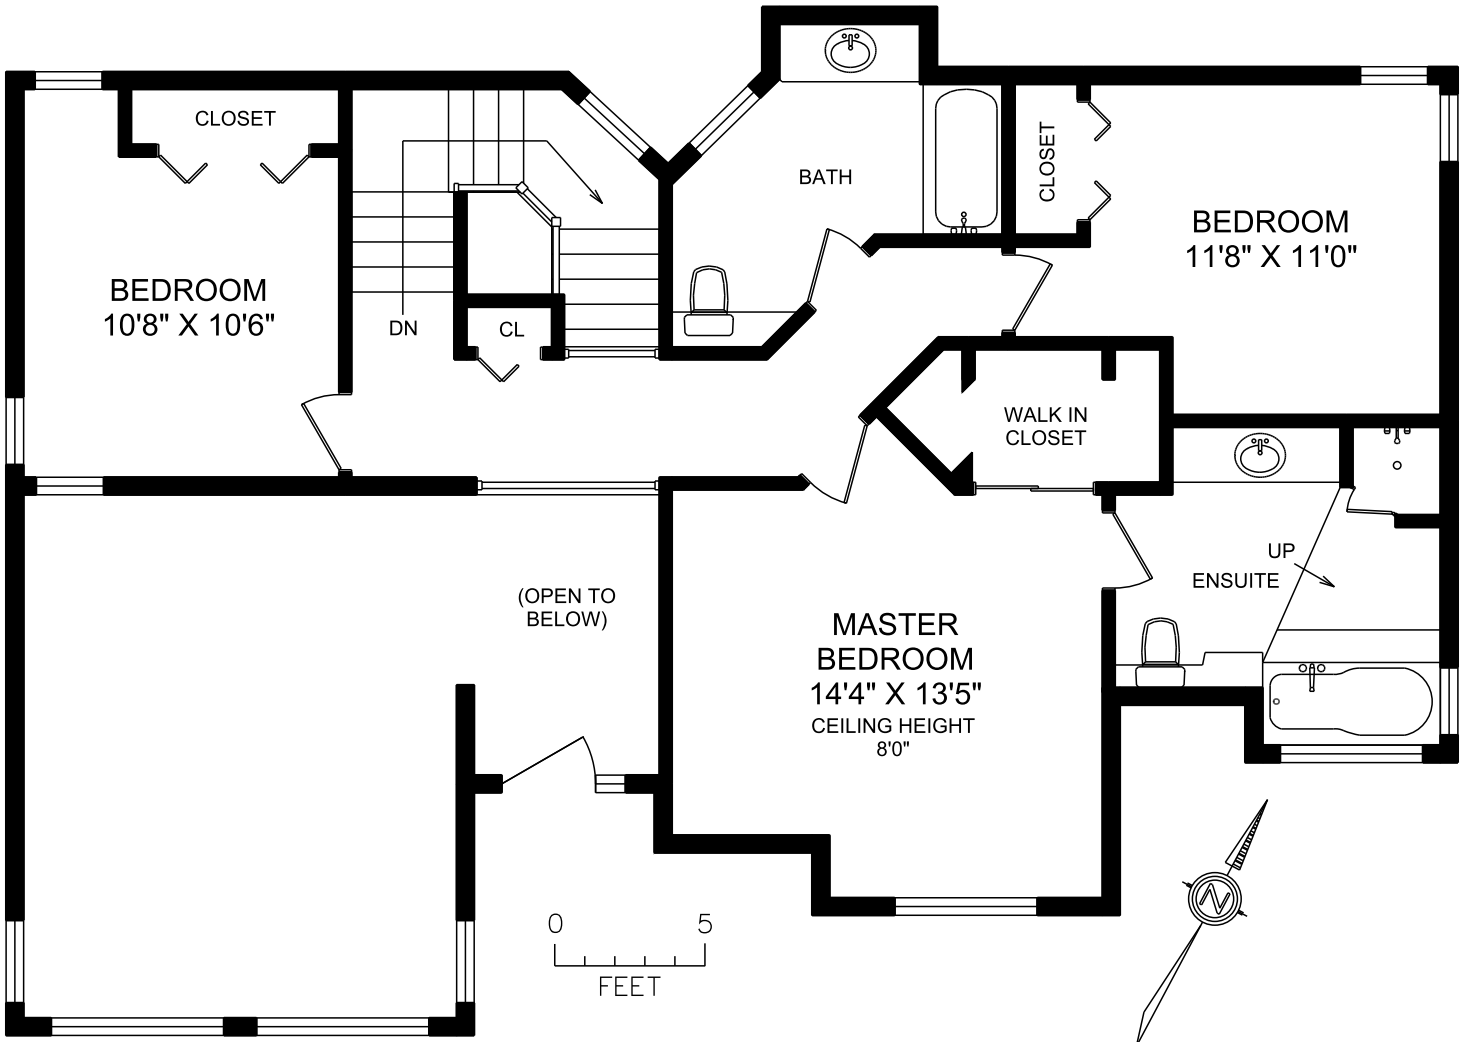 CLOSET
BATH
CLOSET
BEDROOM
11'8" X 11'0"
BEDROOM
10'8" X 10'6"
DN
CL
WALK IN
CLOSET
(OPEN TO
BELOW)
UP
ENSUITE
MASTER
BEDROOM
14'4" X 13'5"
CEILING HEIGHT
8'0"
N
0 5
FEET